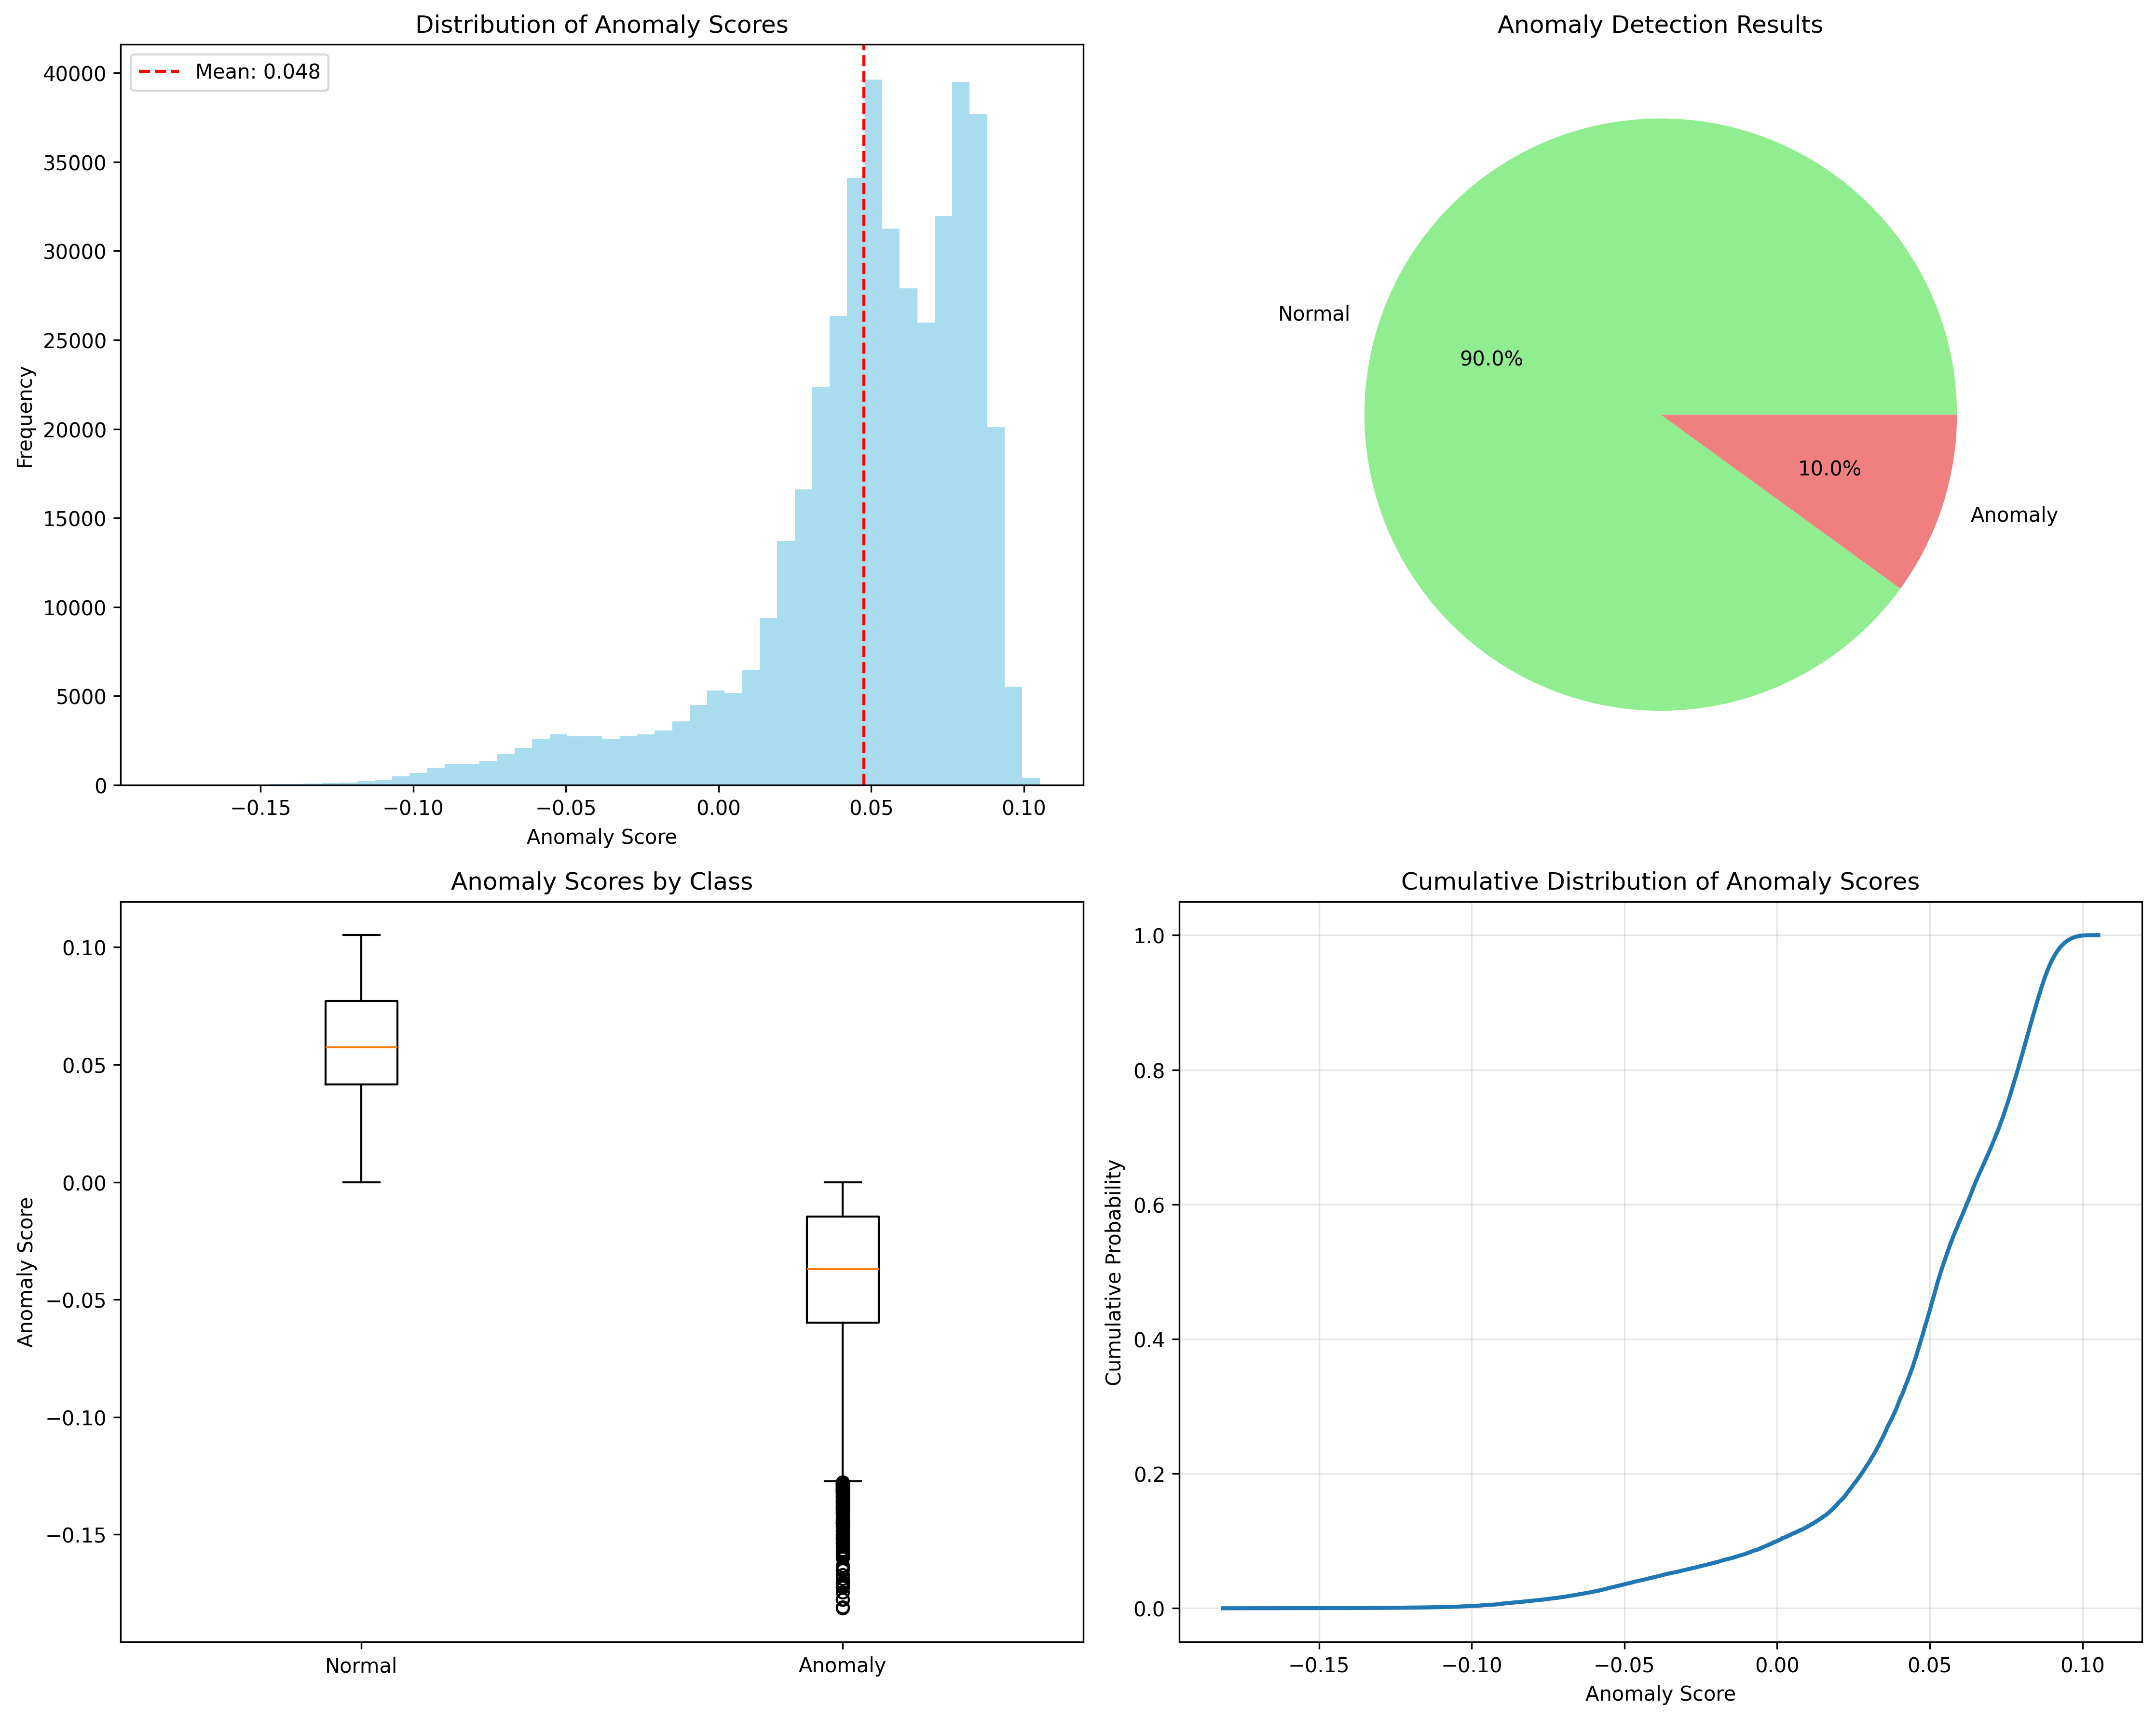 Distribution of Anomaly Scores
Mean: 0.048
40000
35000
30000
25000
20000
15000
10000
5000
0
Frequency
−0.15 −0.10 −0.05 0.00 0.05 0.10
Anomaly Score
Anomaly Detection Results
Normal
90.0%
10.0%
Anomaly
Anomaly Scores by Class
0.10
0.05
0.00
−0.05
−0.10
−0.15
Anomaly Score
Normal Anomaly
Cumulative Distribution of Anomaly Scores
1.0
0.8
0.6
0.4
0.2
0.0
Cumulative Probability
−0.15 −0.10 −0.05 0.00 0.05 0.10
Anomaly Score